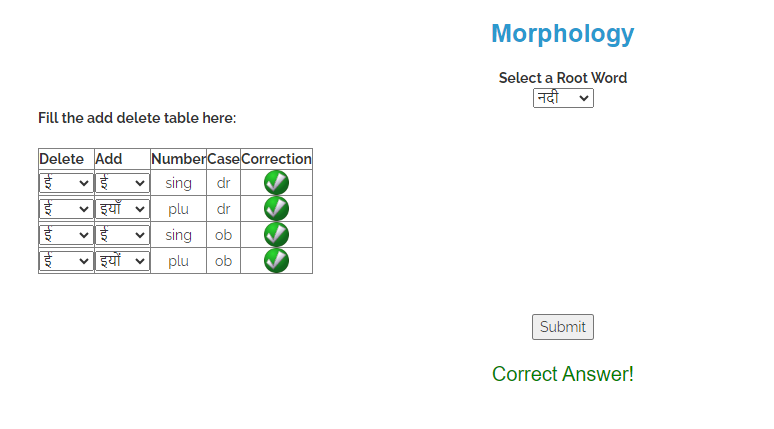 Morphology
Select a Root Word
नदी
Fill the add delete table here:
Delete Add Number Case Correction
ई ई sing dr
ई इयाँ plu dr
ई ई sing ob
ई इयों plu ob
Submit
Correct Answer!